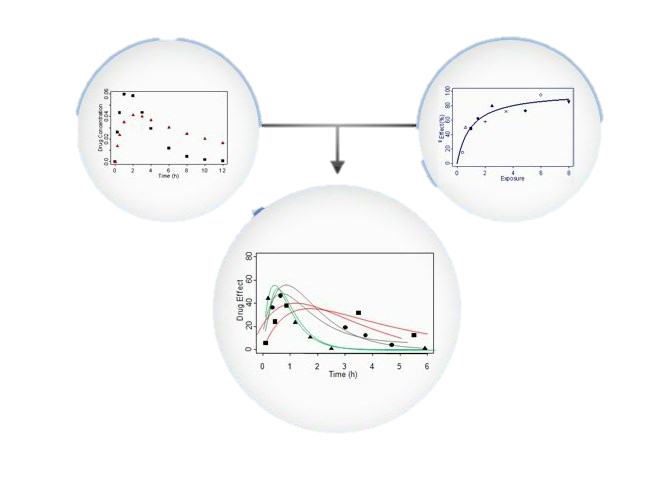 0.06
0.04
0.02
0.0
Drug Concentration
0 2 4 6 8 10 12
Time (h)
100
80
60
40
20
0
Effect(%)
0 2 4 6 8
Exposure
80
60
40
20
0
Drug Effect
0 1 2 3 4 5 6
Time (h)